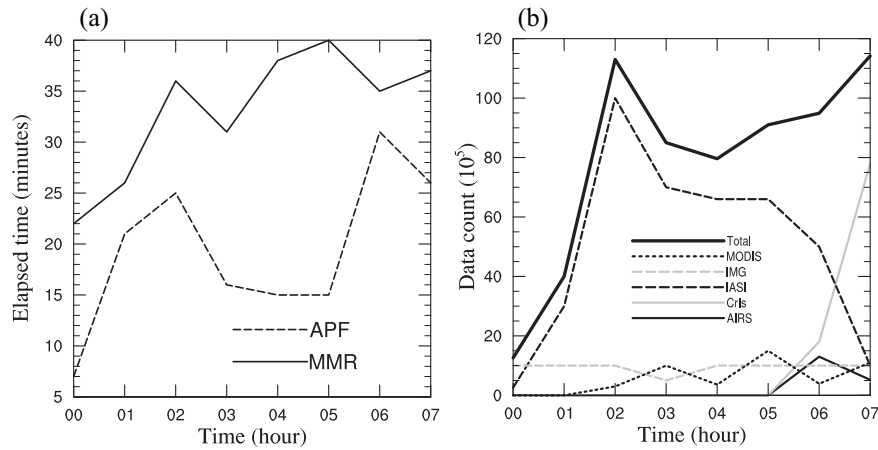 (a)
Elapsed time (minutes)
40
35
30
25
20
15
10
5
APF
MMR
00 01 02 03 04 05 06 07
Time (hour)
(b)
Data count (10⁵)
120
100
80
60
40
20
0
Total
MODIS
IMG
IASI
CrIs
AIRS
00 01 02 03 04 05 06 07
Time (hour)